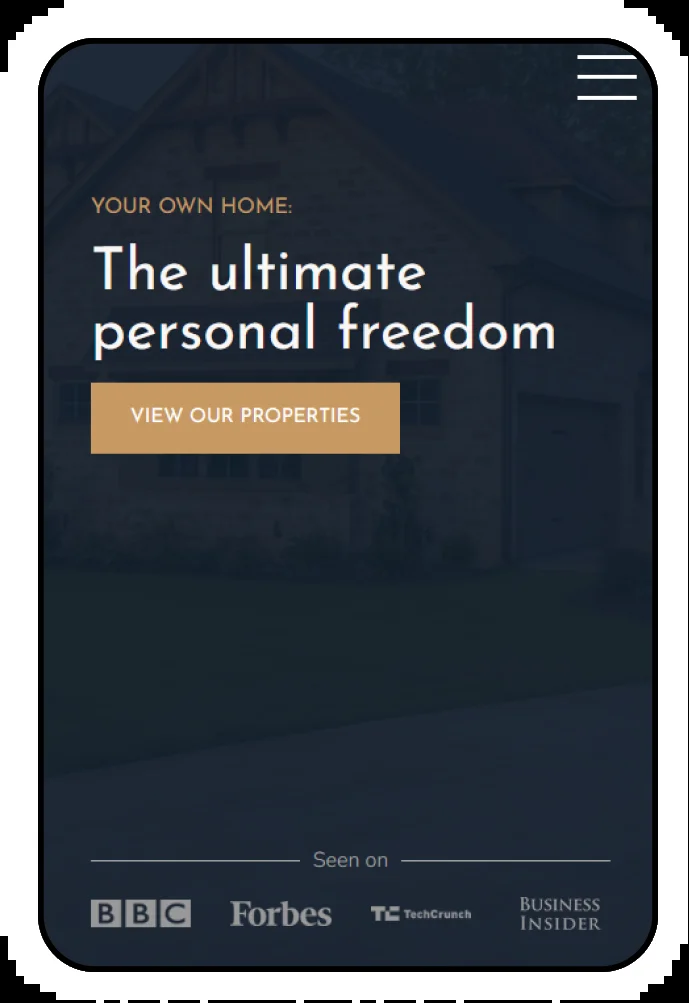 YOUR OWN HOME:
The ultimate
personal freedom
VIEW OUR PROPERTIES
Seen on
BBC Forbes TC TechCrunch BUSINESS INSIDER